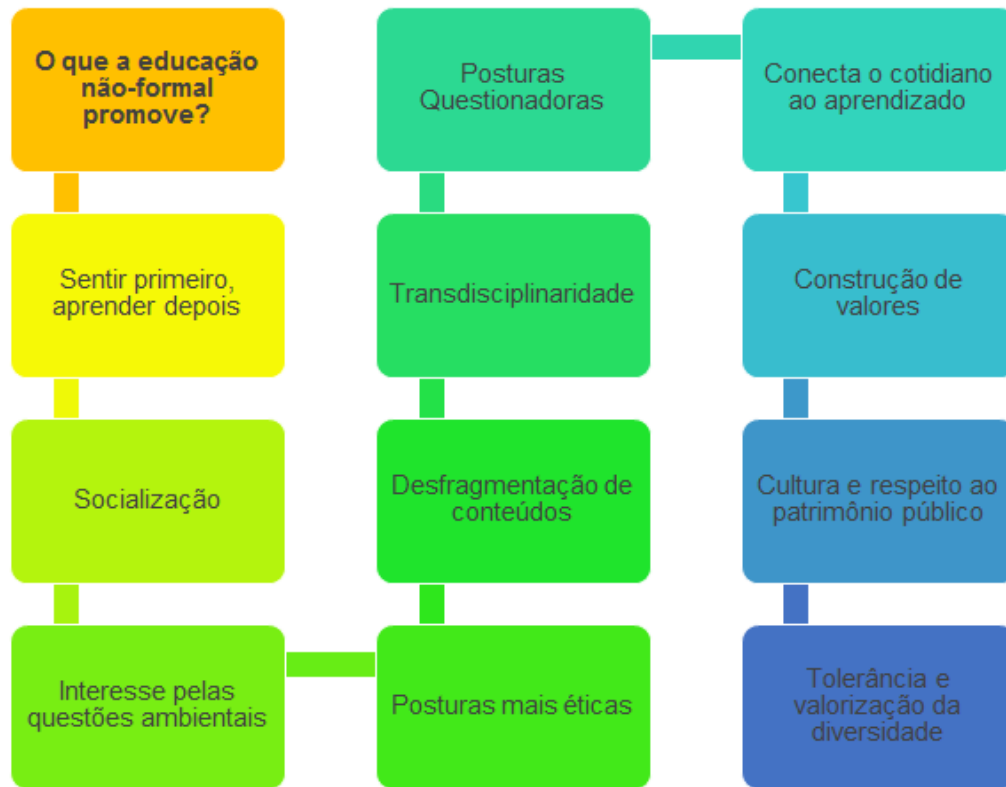 O que a educação
não-formal
promove?
Sentir primeiro,
aprender depois
Socialização
Interesse pelas
questões ambientais
Posturas mais éticas
Desfragmentação de
conteúdos
Transdisciplinaridade
Posturas
Questionadoras
Conecta o cotidiano
ao aprendizado
Construção de
valores
Cultura e respeito ao
patrimônio público
Tolerância e
valorização da
diversidade